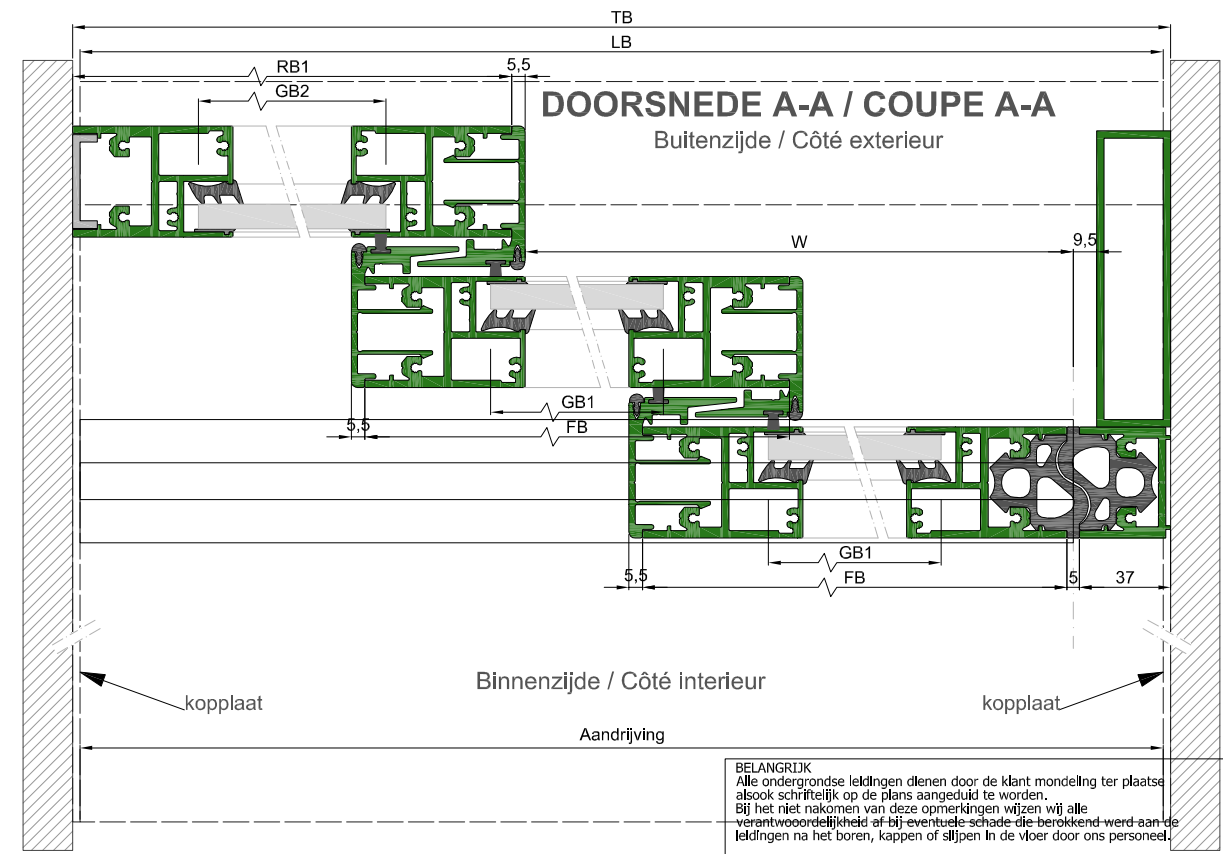 TB
LB
RB1
5,5
GB2
DOORSNEDE A-A / COUPE A-A
Buitenzijde / Côté exterieur
W
9,5
GB1
5,5
FB
GB1
5,5
FB
5
37
Binnenzijde / Côté interieur
kopplaat
kopplaat
Aandrijving
BELANGRIJK
Alle ondergrondse leidingen dienen door de klant mondeling ter plaatse
alsook schriftelijk op de plans aangeduid te worden.
Bij het niet nakomen van deze opmerkingen wijzen wij alle
verantwooordelijkheid af bij eventuele schade die berokkend werd aan de
leidingen na het boren, kappen of slijpen in de vloer door ons personeel.